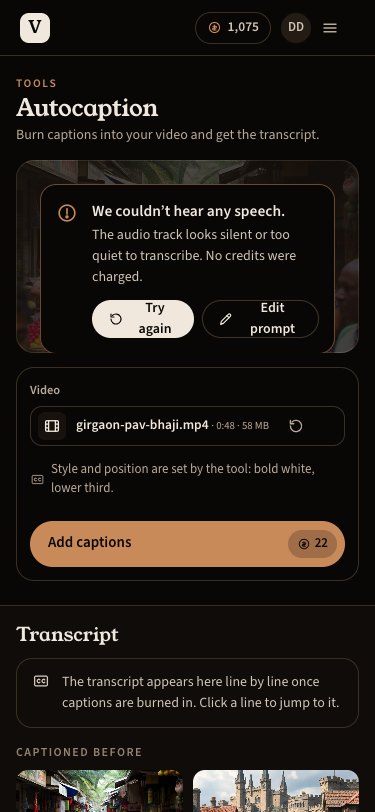 V
1,075
DD
TOOLS
Autocaption
Burn captions into your video and get the transcript.
We couldn't hear any speech.
The audio track looks silent or too
quiet to transcribe. No credits were
charged.
Try
again
Edit
prompt
Video
girgaon-pav-bhaji.mp4 · 0:48 · 58 MB
CC
Style and position are set by the tool: bold white,
lower third.
Add captions
22
Transcript
CC
The transcript appears here line by line once
captions are burned in. Click a line to jump to it.
CAPTIONED BEFORE